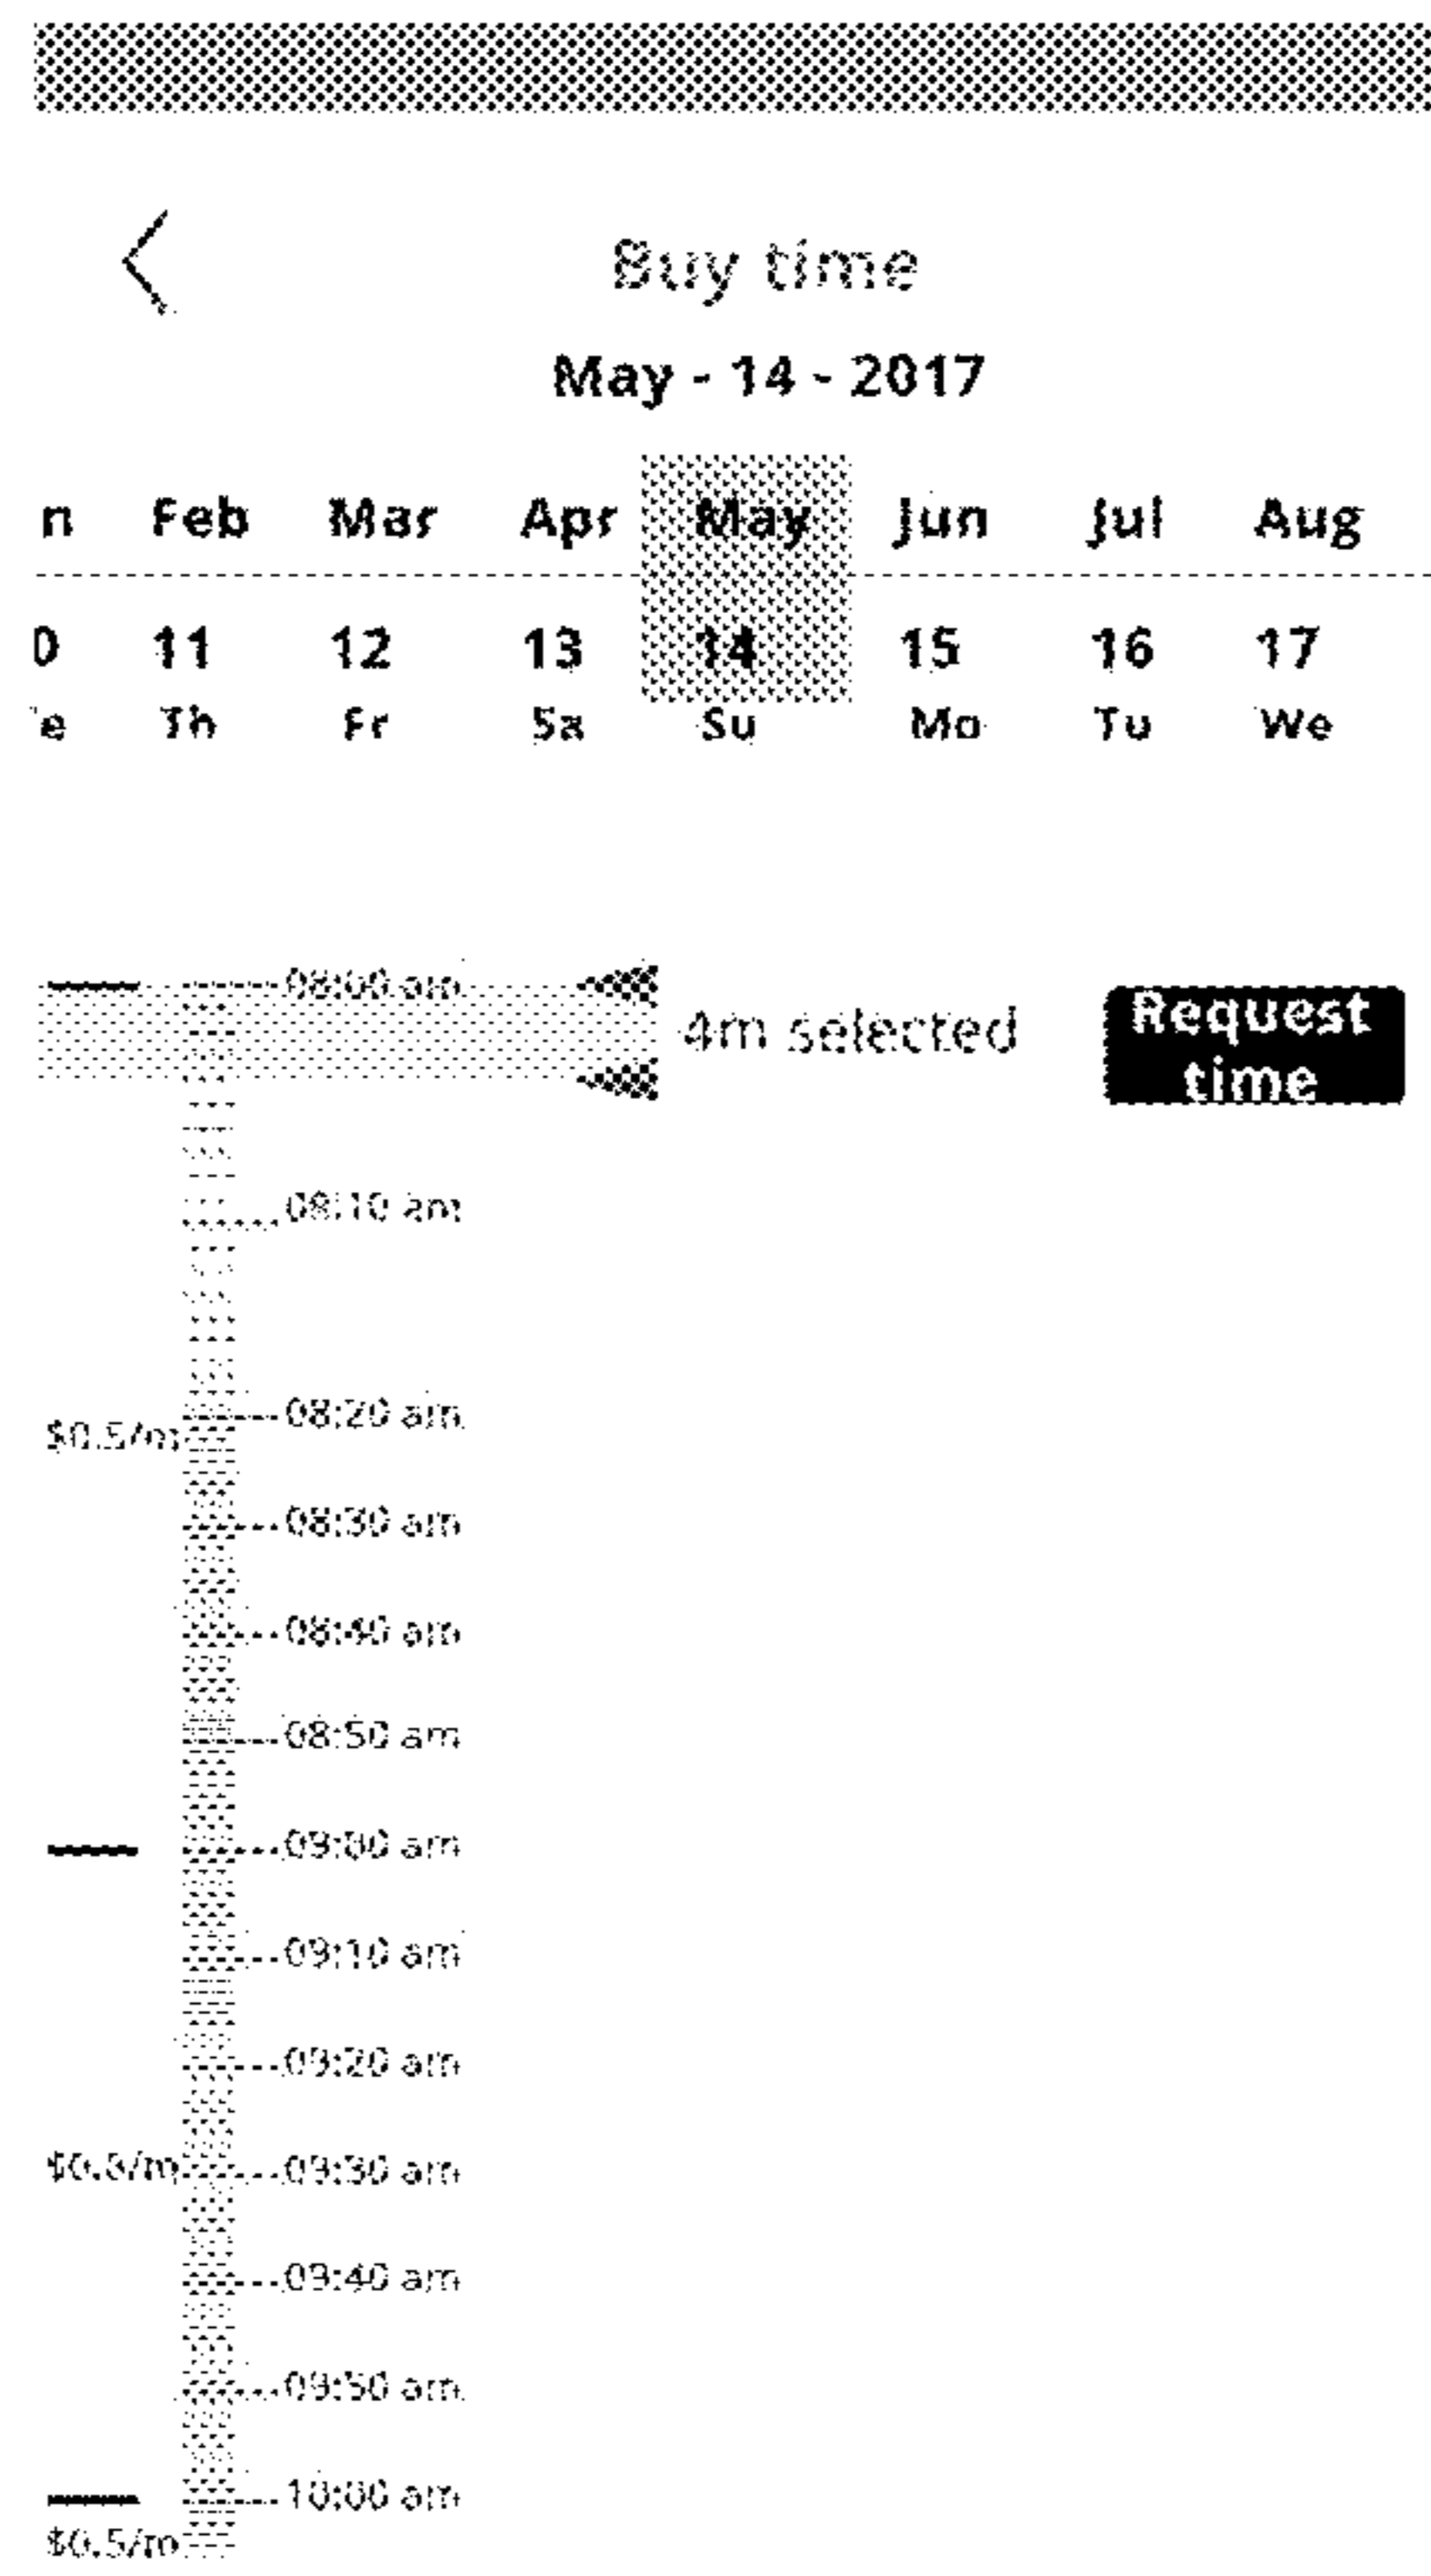 Buy time
May - 14 - 2017
n Feb Mar Apr May Jun Jul Aug
0 11 12 13 14 15 16 17
e Th Fr Sa Su Mo Tu We
08:00 am
4m selected
Request
time
08:10 am
08:20 am
$0.5/m
08:30 am
08:40 am
08:50 am
09:00 am
09:10 am
09:20 am
09:30 am
09:40 am
09:50 am
10:00 am
$0.5/m